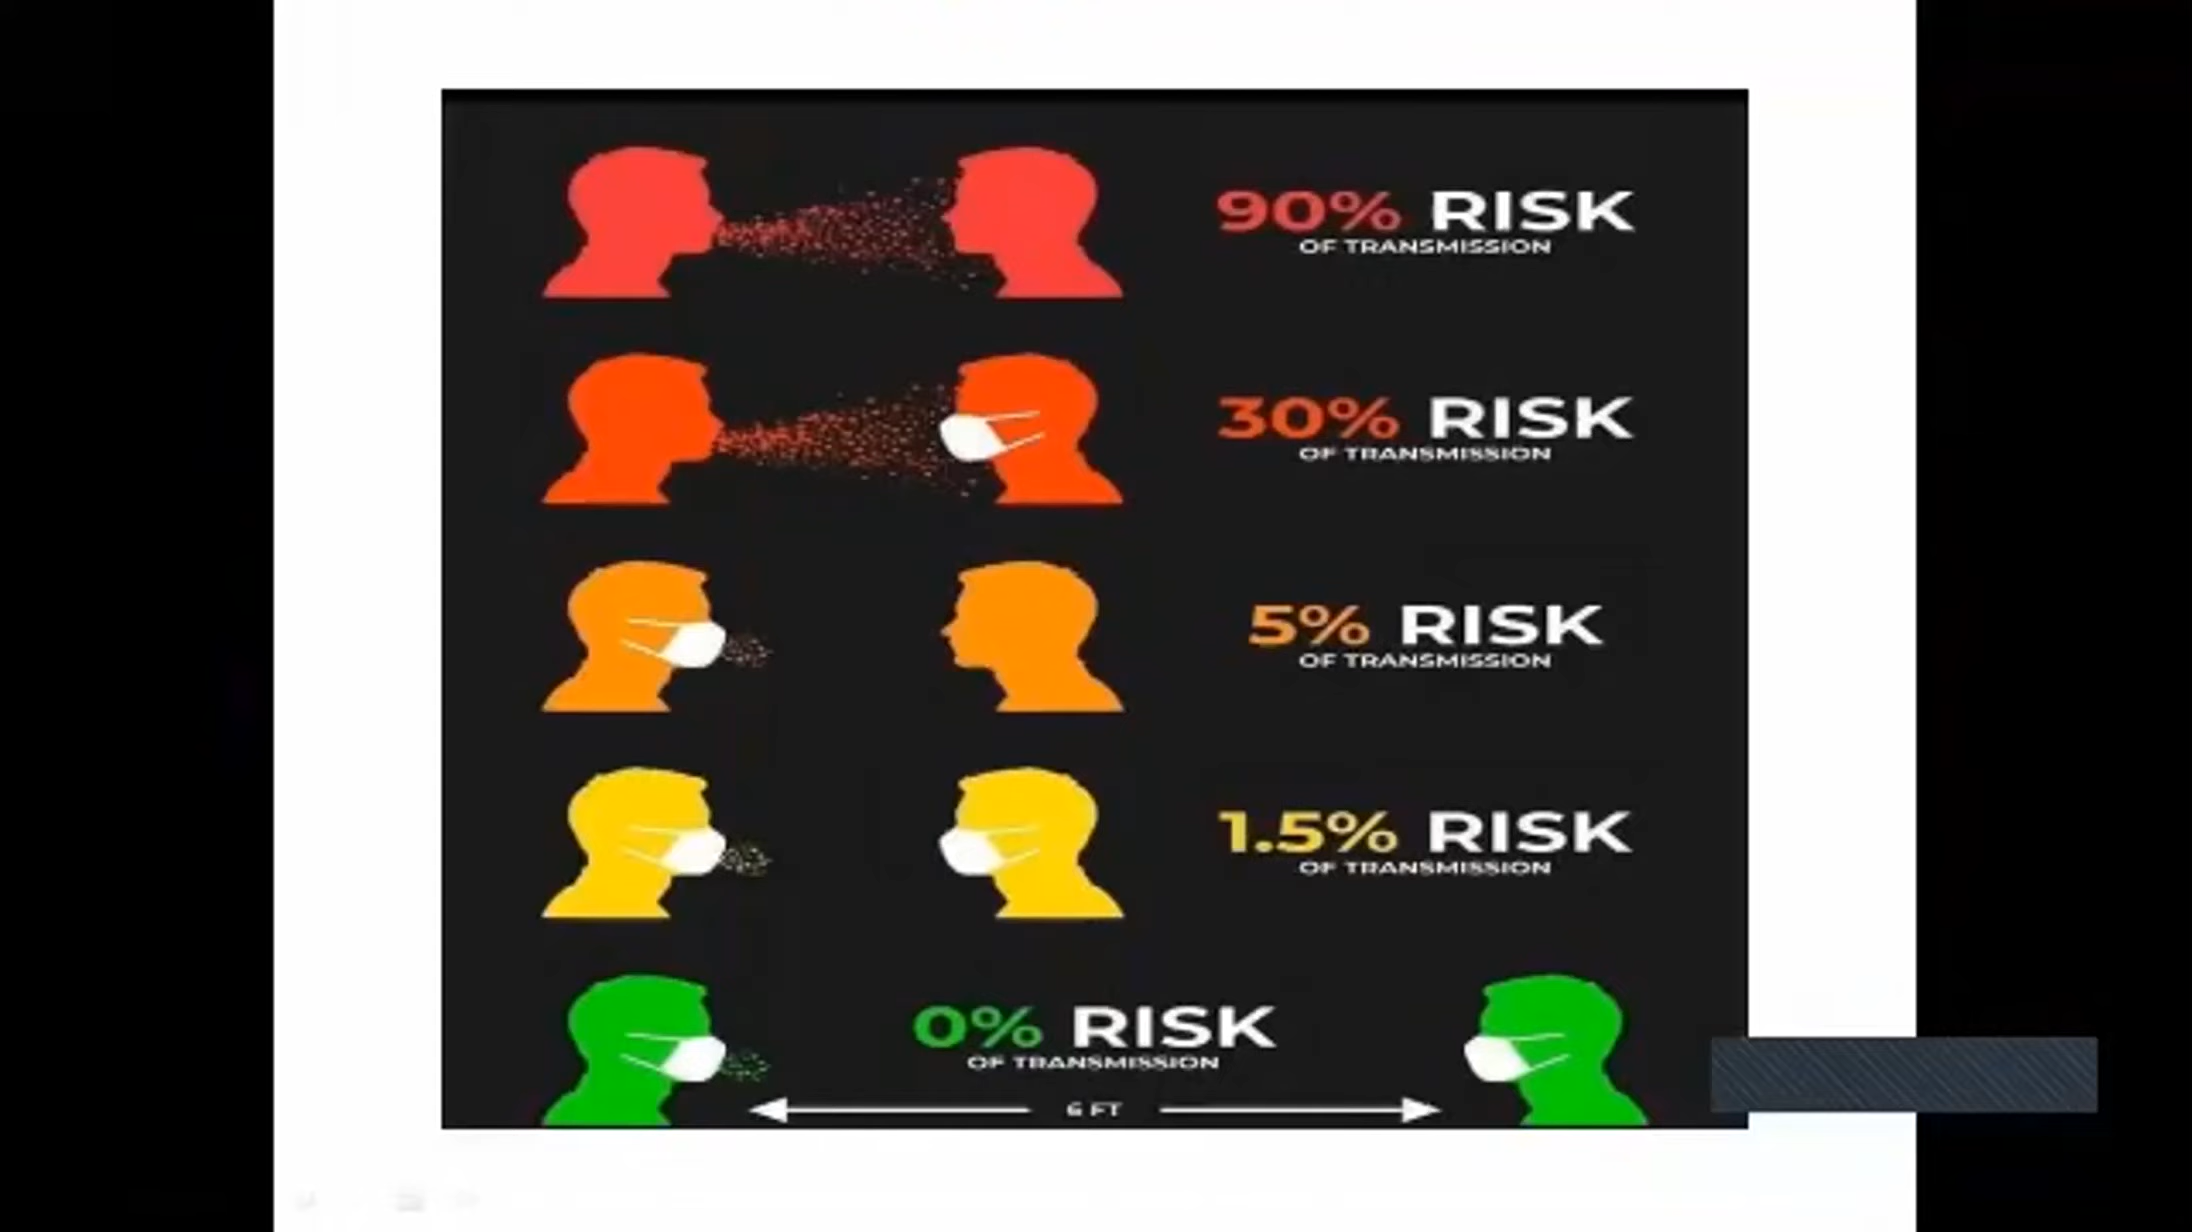 90% RISK
OF TRANSMISSION
30% RISK
OF TRANSMISSION
5% RISK
OF TRANSMISSION
1.5% RISK
OF TRANSMISSION
0% RISK
OF TRANSMISSION
6 FT